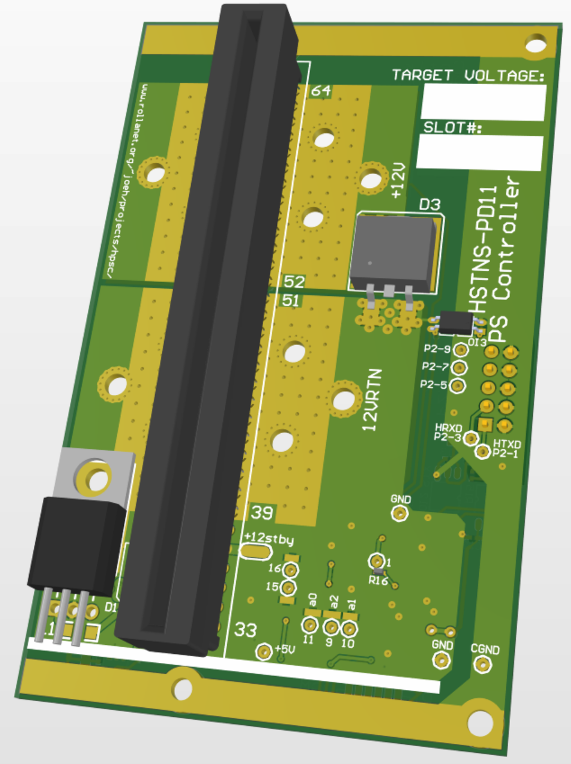 TARGET VOLTAGE:
64
SLOT#:
www.rollanet.org/~joeh/projects/hpsc/
+12V
D3
HSTNS-PD11
PS Controller
52
51
DI3
P2-9
P2-7
P2-5
12VRTN
HRXD
P2-3
HTXD
P2-1
GND
39
+12stby
16
1
R16
15
a0
a2
a1
11
9
10
33
+5V
GND
CGND